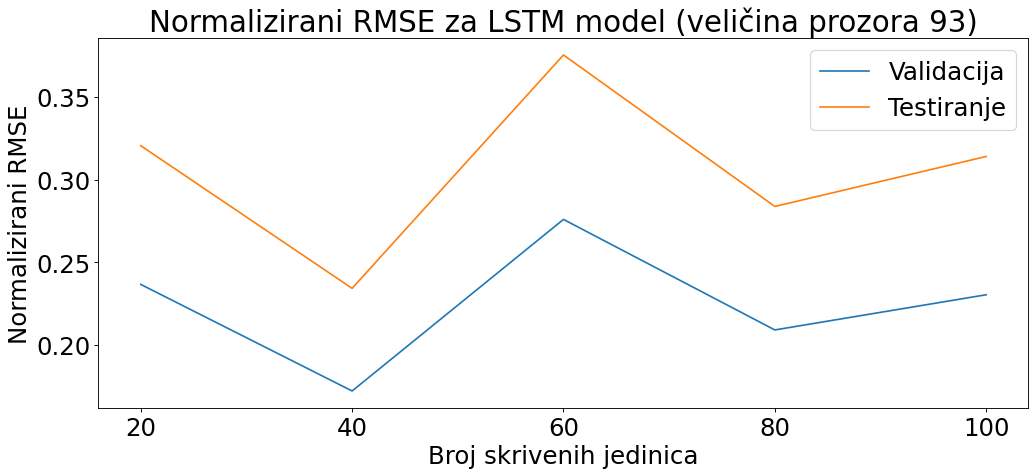 Normalizirani RMSE za LSTM model (veličina prozora 93)
Validacija
Testiranje
Normalizirani RMSE
0.35
0.30
0.25
0.20
20 40 60 80 100
Broj skrivenih jedinica